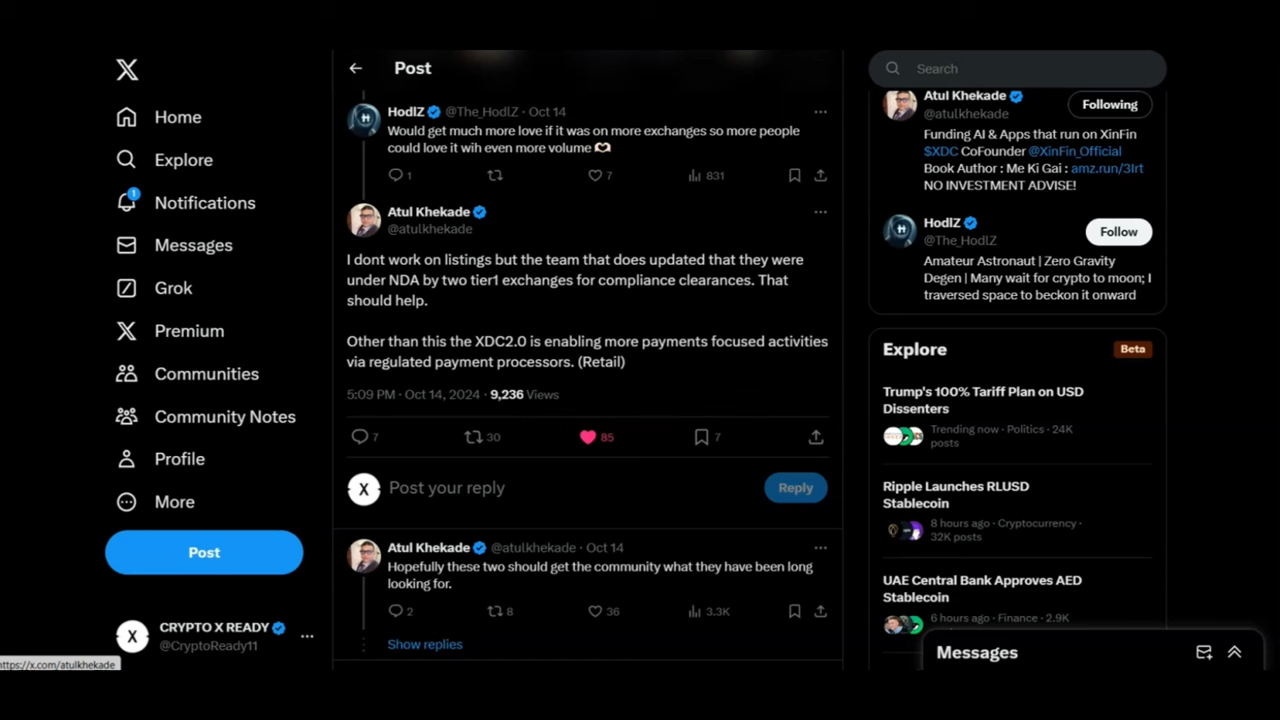 Home
Explore
1
Notifications
Messages
Grok
Premium
Communities
Community Notes
Profile
More
Post
CRYPTO X READY
@CryptoReady11
https://x.com/atulkhekade
Post
HodlZ @The_HodlZ · Oct 14
Would get much more love if it was on more exchanges so more people
could love it wih even more volume
1 7 831
Atul Khekade
@atulkhekade
I dont work on listings but the team that does updated that they were
under NDA by two tier1 exchanges for compliance clearances. That
should help.
Other than this the XDC2.0 is enabling more payments focused activities
via regulated payment processors. (Retail)
5:09 PM · Oct 14, 2024 · 9,236 Views
7 30 85 7
X Post your reply Reply
Atul Khekade @atulkhekade · Oct 14
Hopefully these two should get the community what they have been long
looking for.
2 8 36 3.3K
Show replies
Search
Atul Khekade
@atulkhekade
Following
Funding AI & Apps that run on XinFin
$XDC CoFounder @XinFin_Official
Book Author : Me Ki Gai : amz.run/3Irt
NO INVESTMENT ADVISE!
HodlZ
@The_HodlZ
Follow
Amateur Astronaut | Zero Gravity
Degen | Many wait for crypto to moon; I
traversed space to beckon it onward
Explore Beta
Trump's 100% Tariff Plan on USD
Dissenters
Trending now · Politics · 24K
posts
Ripple Launches RLUSD
Stablecoin
8 hours ago · Cryptocurrency ·
32K posts
UAE Central Bank Approves AED
Stablecoin
6 hours ago · Finance · 2.9K
Messages